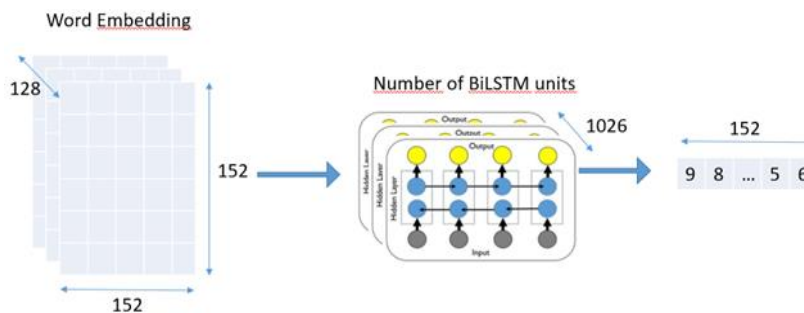 Word Embedding
128
152
152
Number of BiLSTM units
Output
Output
Output
Hidden Layer
Hidden Layer
Hidden Layer
Input
1026
152
9 8 ... 5 6